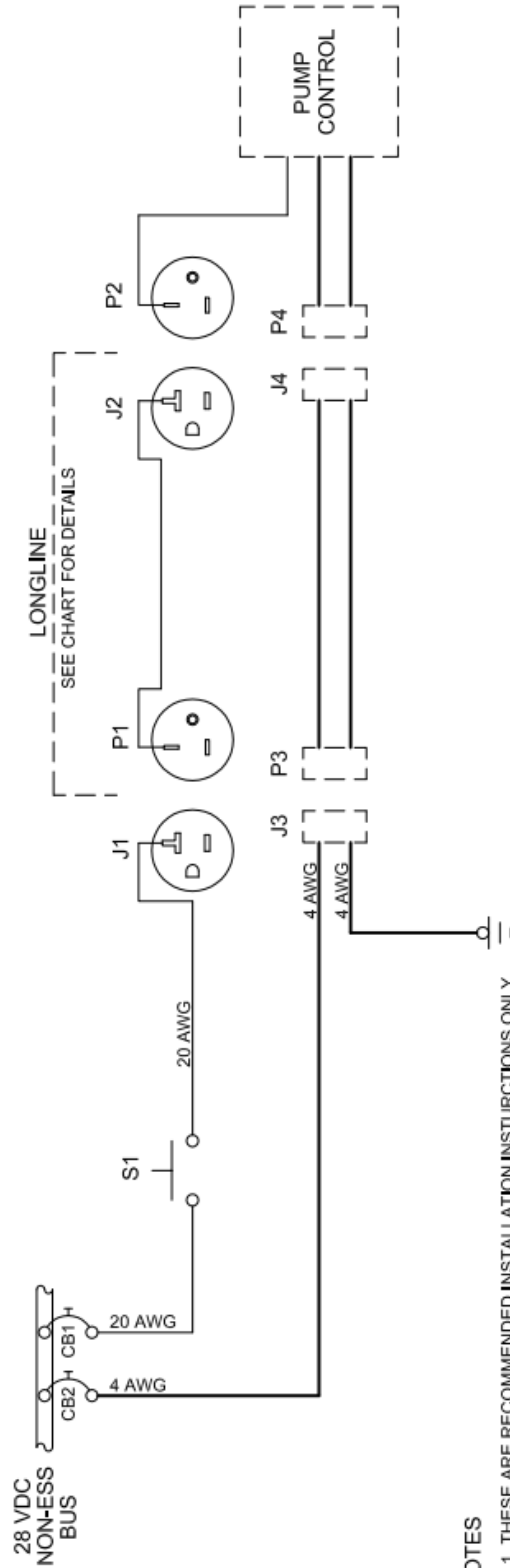 28 VDC
NON-ESS
BUS
CB2
CB1
4 AWG
20 AWG
S1
20 AWG
J1
P1
LONGLINE
SEE CHART FOR DETAILS
J2
P2
4 AWG
4 AWG
J3
P3
J4
P4
PUMP
CONTROL
OTES
1. THESE ARE RECOMMENDED INSTALLATION INSTURCTIONS ONLY